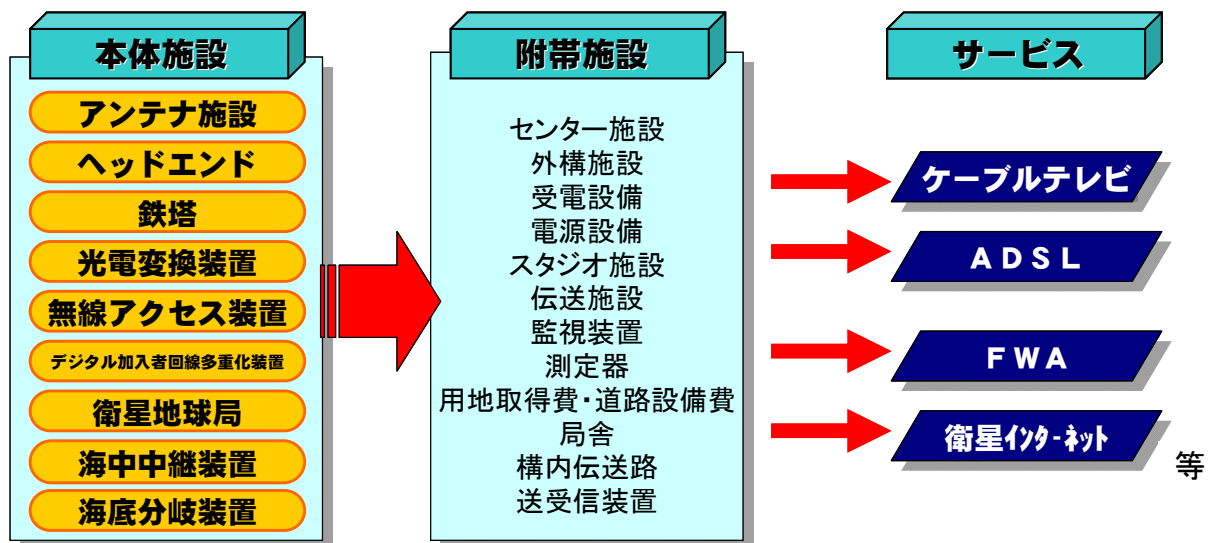 本体施設
アンテナ施設
ヘッドエンド
鉄塔
光電変換装置
無線アクセス装置
デジタル加入者回線多重化装置
衛星地球局
海中中継装置
海底分岐装置
附帯施設
センター施設
外構施設
受電設備
電源設備
スタジオ施設
伝送施設
監視装置
測定器
用地取得費・道路設備費
局舎
構内伝送路
送受信装置
サービス
ケーブルテレビ
ＡＤＳＬ
ＦＷＡ
衛星ｲﾝﾀｰﾈｯﾄ
等